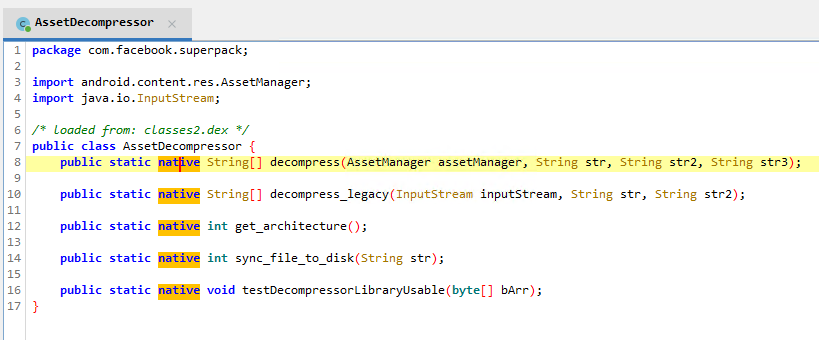 AssetDecompressor
1 package com.facebook.superpack;
2
3 import android.content.res.AssetManager;
4 import java.io.InputStream;
5
6 /* loaded from: classes2.dex */
7 public class AssetDecompressor {
8 public static native String[] decompress(AssetManager assetManager, String str, String str2, String str3);
9
10 public static native String[] decompress_legacy(InputStream inputStream, String str, String str2);
11
12 public static native int get_architecture();
13
14 public static native int sync_file_to_disk(String str);
15
16 public static native void testDecompressorLibraryUsable(byte[] bArr);
17 }